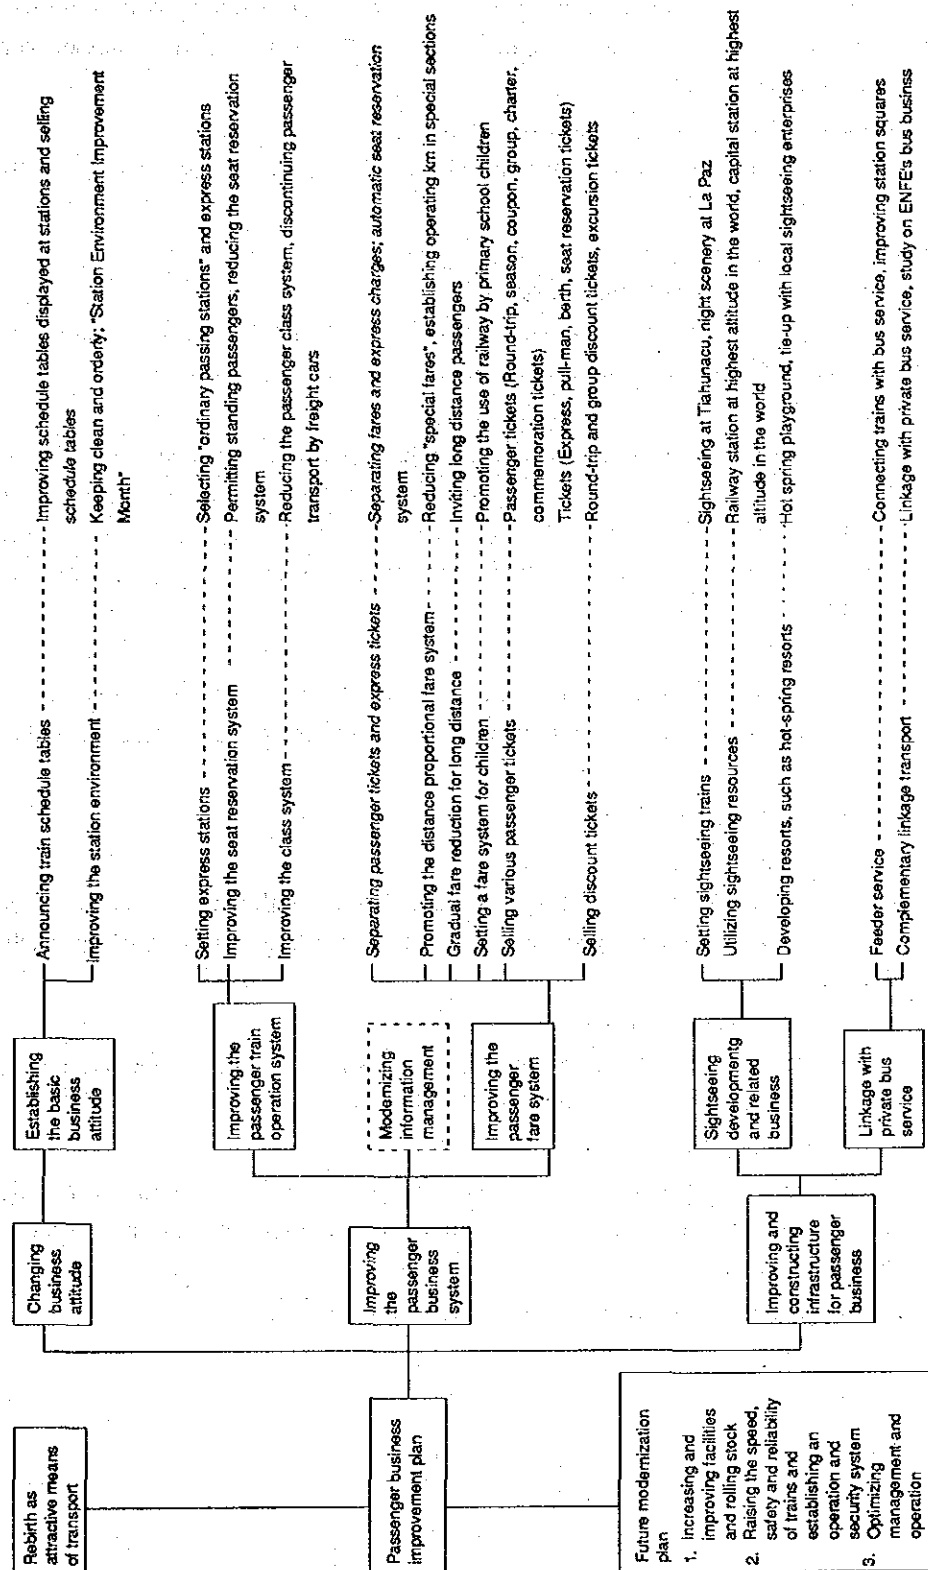 Rebirth as
attractive means
of transport
Passenger business
improvement plan
Future modernization
plan
1. Increasing and
improving facilities
and rolling stock
2. Raising the speed,
safety and reliability
of trains and
establishing an
operation and
security system
3. Optimizing
management and
operation
Changing
business
attitude
Improving
the
passenger
business
system
Improving and
constructing
infrastructure
for passenger
business
Establishing
the basic
business
attitude
Improving the
passenger train
operation system
Modernizing
information
management
Improving the
passenger
fare system
Sightseeing
developmentg
and related
business
Linkage with
private bus
service
Announcing train schedule tables - - - - - - - - - Improving schedule tables displayed at stations and selling
schedule tables
Improving the station environment - - - - - - - - - Keeping clean and orderly; "Station Environment Improvement
Month"
Setting express stations - - - - - - - - - Selecting "ordinary passing stations" and express stations
Improving the seat reservation system - - - - - - - - - Permitting standing passengers, reducing the seat reservation
system
Improving the class system - - - - - - - - - Reducing the passenger class system, discontinuing passenger
transport by freight cars
Separating passenger tickets and express tickets - - - - - Separating fares and express charges; automatic seat reservation
system
Promoting the distance proportional fare system - - - - - Reducing "special fares", establishing operating km in special sections
Gradual fare reduction for long distance - - - - - - - - - Inviting long distance passengers
Setting a fare system for children - - - - - - - - - Promoting the use of railway by primary school children
Selling various passenger tickets - - - - - - - - - Passenger tickets (Round-trip, season, coupon, group, charter,
commemoration tickets)
Tickets (Express, pull-man, berth, seat reservation tickets)
Selling discount tickets - - - - - - - - - Round-trip and group discount tickets, excursion tickets
Setting sightseeing trains - - - - - - - - - Sightseeing at Tiahunacu, night scenery at La Paz
Utilizing sightseeing resources - - - - - - - - - Railway station at highest altitude in the world, capital station at highest
altitude in the world
Developing resorts, such as hot-spring resorts - - - - - - Hot spring playground, tie-up with local sightseeing enterprises
Feeder service - - - - - - - - - Connecting trains with bus service, improving station squares
Complementary linkage transport - - - - - - - - - Linkage with private bus service, study on ENFE's bus businss